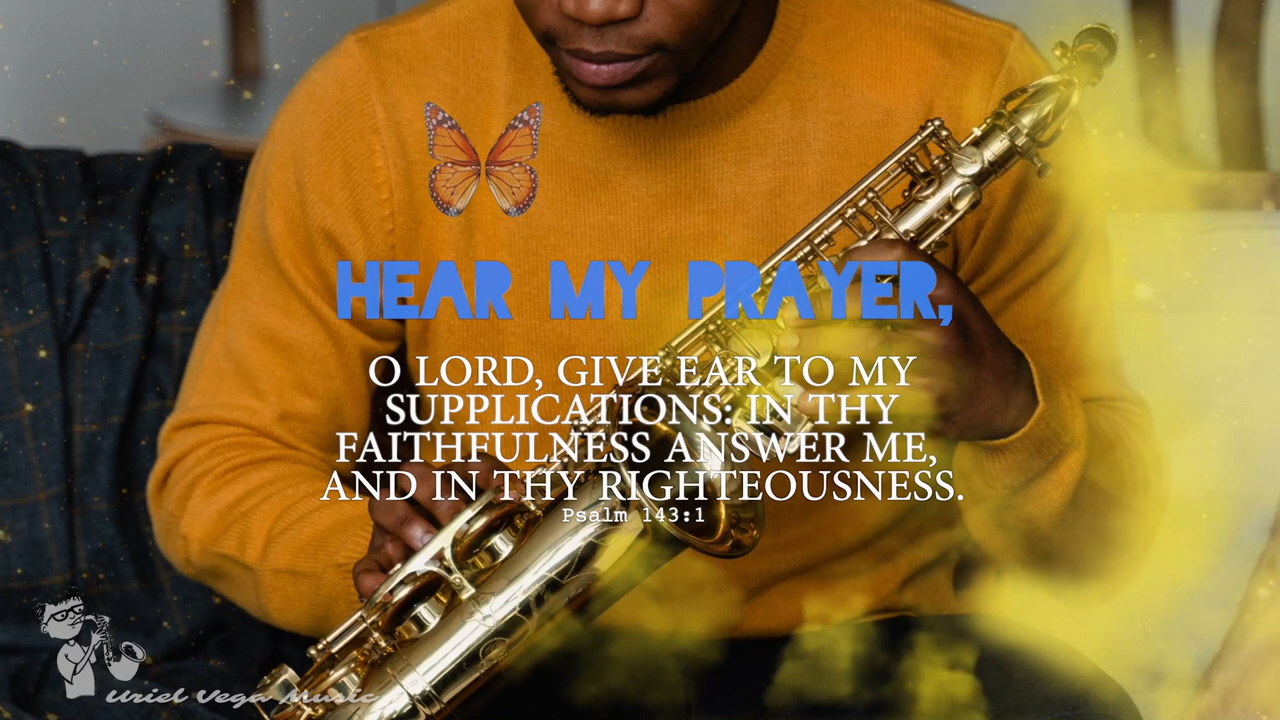 HEAR MY PRAYER,
O LORD, GIVE EAR TO MY
SUPPLICATIONS: IN THY
FAITHFULNESS ANSWER ME,
AND IN THY RIGHTEOUSNESS.
Psalm 143:1
Uriel Vega Music